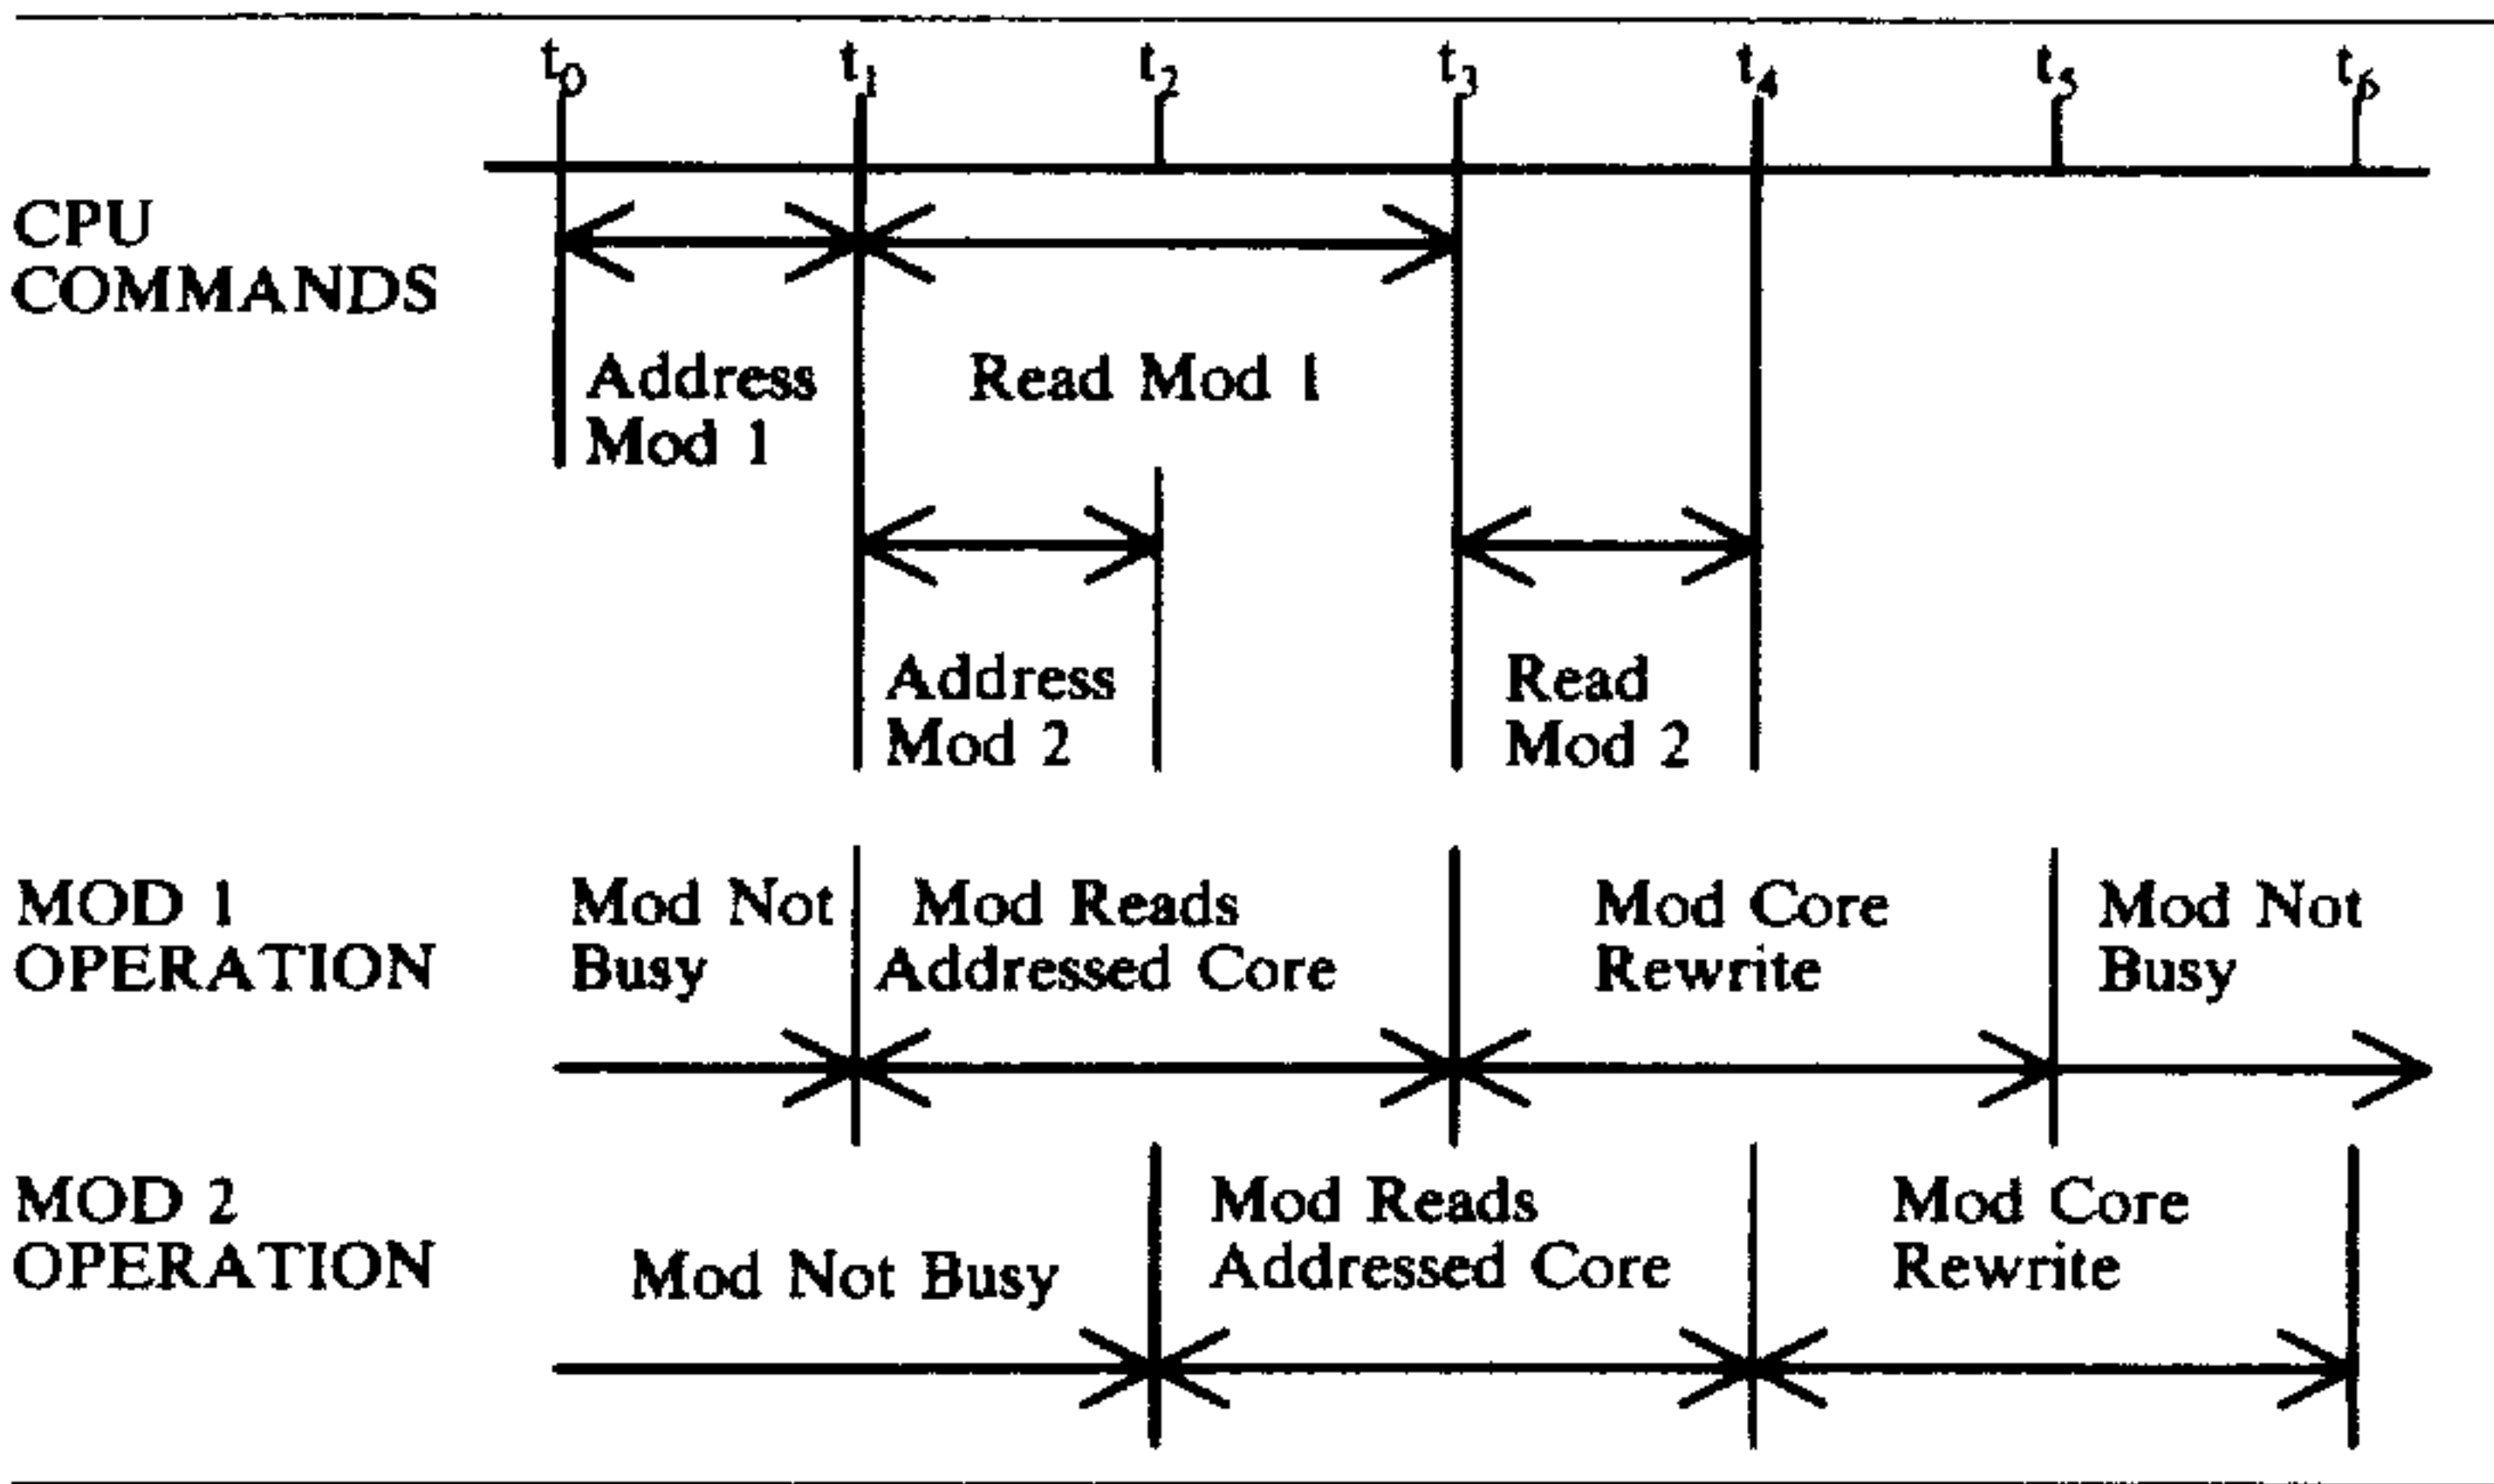 t0 t1 t2 t3 t4 t5 t6
CPU
COMMANDS
Address
Mod 1
Read Mod 1
Address
Mod 2
Read
Mod 2
MOD 1
OPERATION
Mod Not
Busy
Mod Reads
Addressed Core
Mod Core
Rewrite
Mod Not
Busy
MOD 2
OPERATION
Mod Not Busy
Mod Reads
Addressed Core
Mod Core
Rewrite